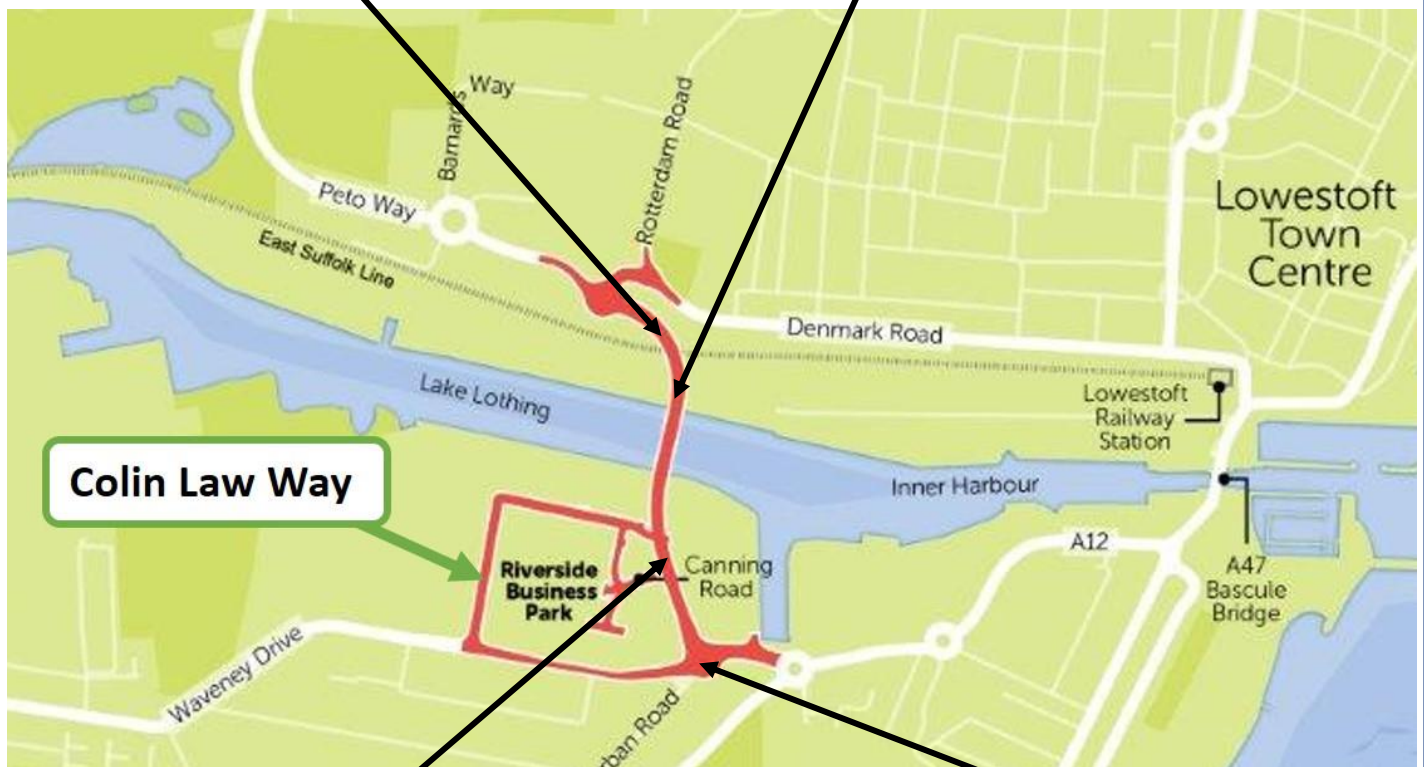 Way
Barnards
Rotterdam Road
Peto Way
Lowestoft
Town
Centre
East Suffolk Line
Denmark Road
Lake Lothing
Lowestoft
Railway
Station
Colin Law Way
Inner Harbour
A12
Riverside
Business
Park
Canning
Road
A47
Bascule
Bridge
Waveney Drive
Road